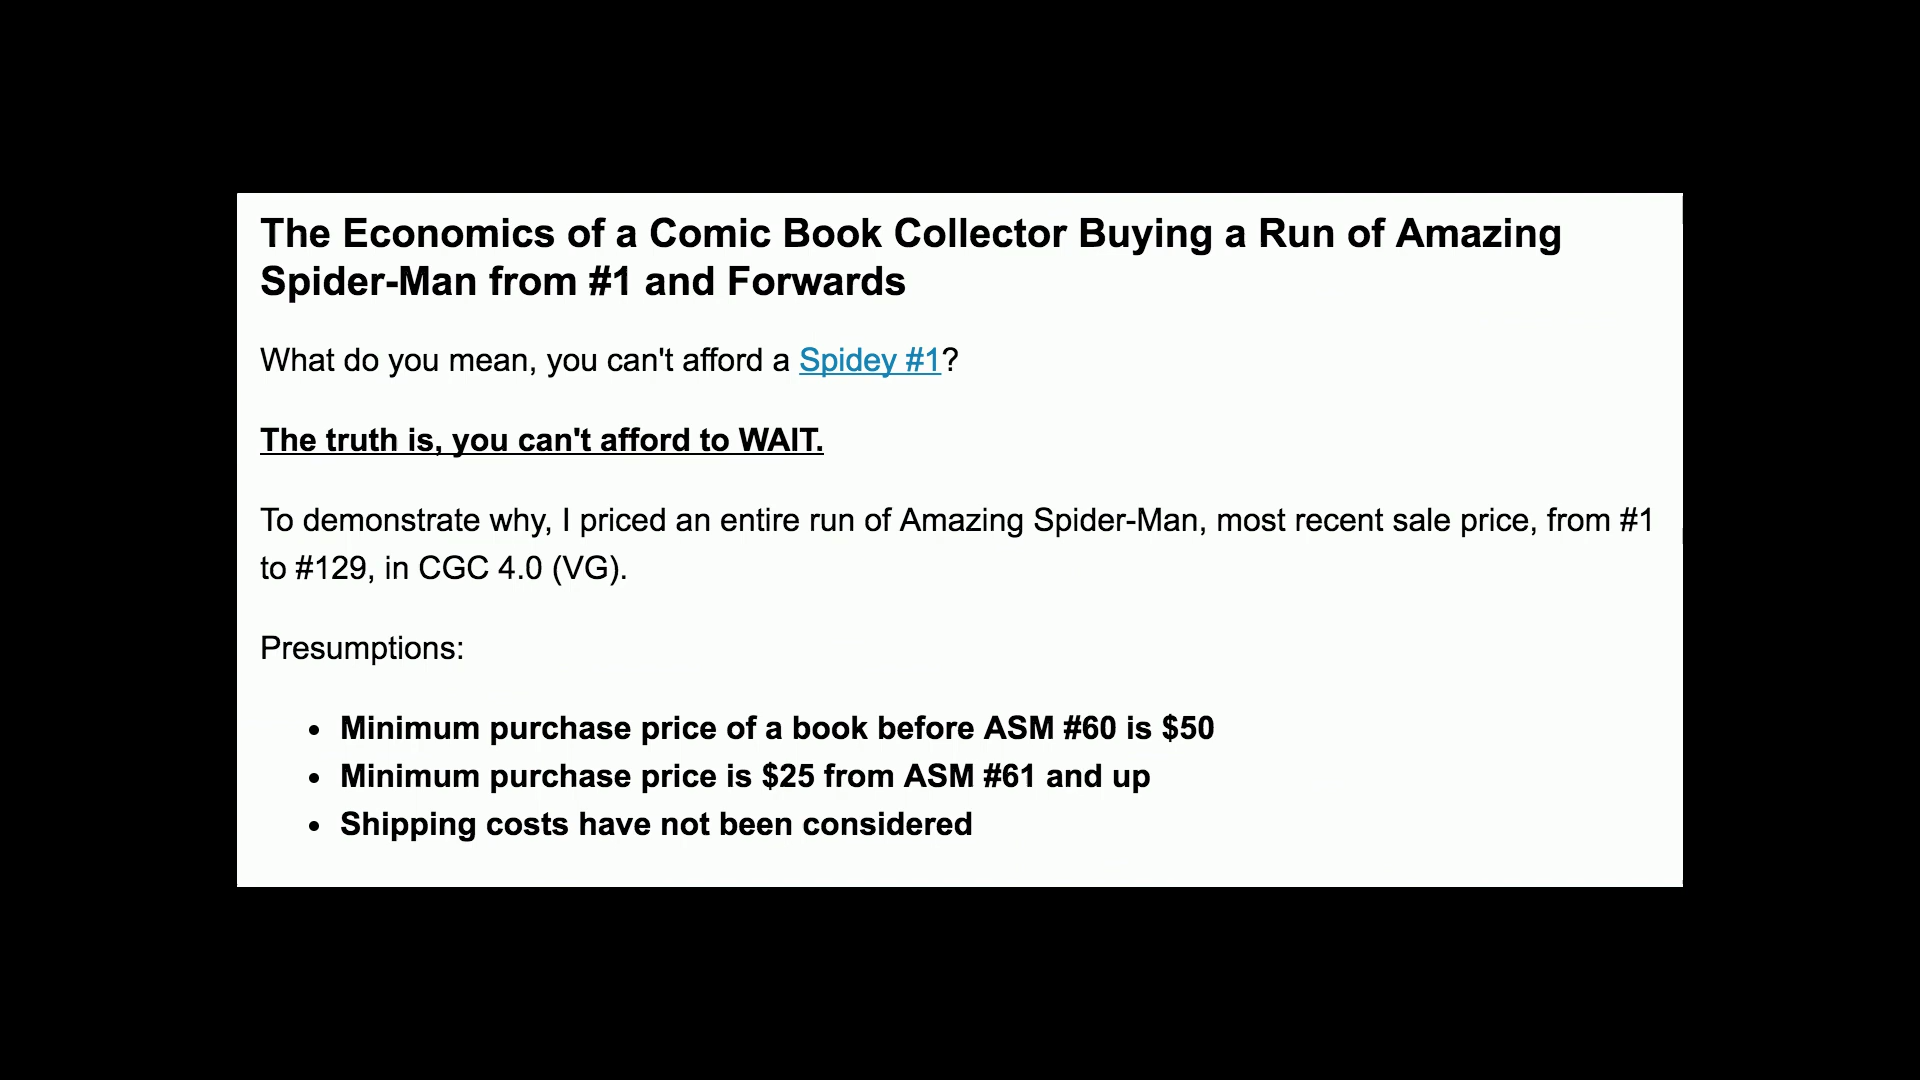 The Economics of a Comic Book Collector Buying a Run of Amazing
Spider-Man from #1 and Forwards
What do you mean, you can't afford a Spidey #1?
The truth is, you can't afford to WAIT.
To demonstrate why, I priced an entire run of Amazing Spider-Man, most recent sale price, from #1
to #129, in CGC 4.0 (VG).
Presumptions:
• Minimum purchase price of a book before ASM #60 is $50
• Minimum purchase price is $25 from ASM #61 and up
• Shipping costs have not been considered